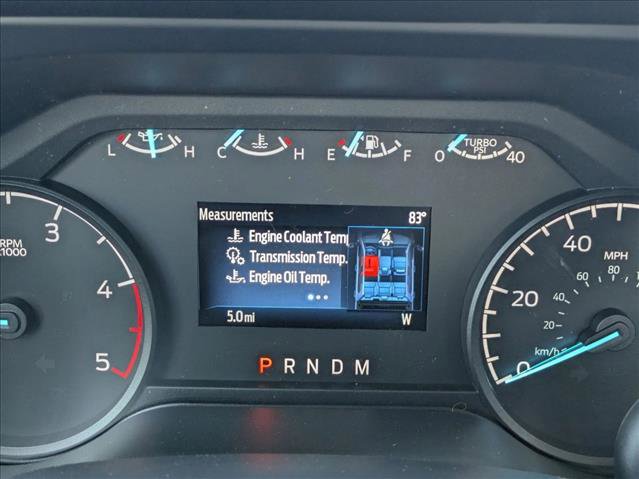 L H
C H
E F
0 TURBO PSI 40
Measurements 83°
Engine Coolant Temp
Transmission Temp.
Engine Oil Temp.
5.0 mi W
P R N D M
RPM
3
4
5
0
20
40
MPH
20
40
60
80
km/h